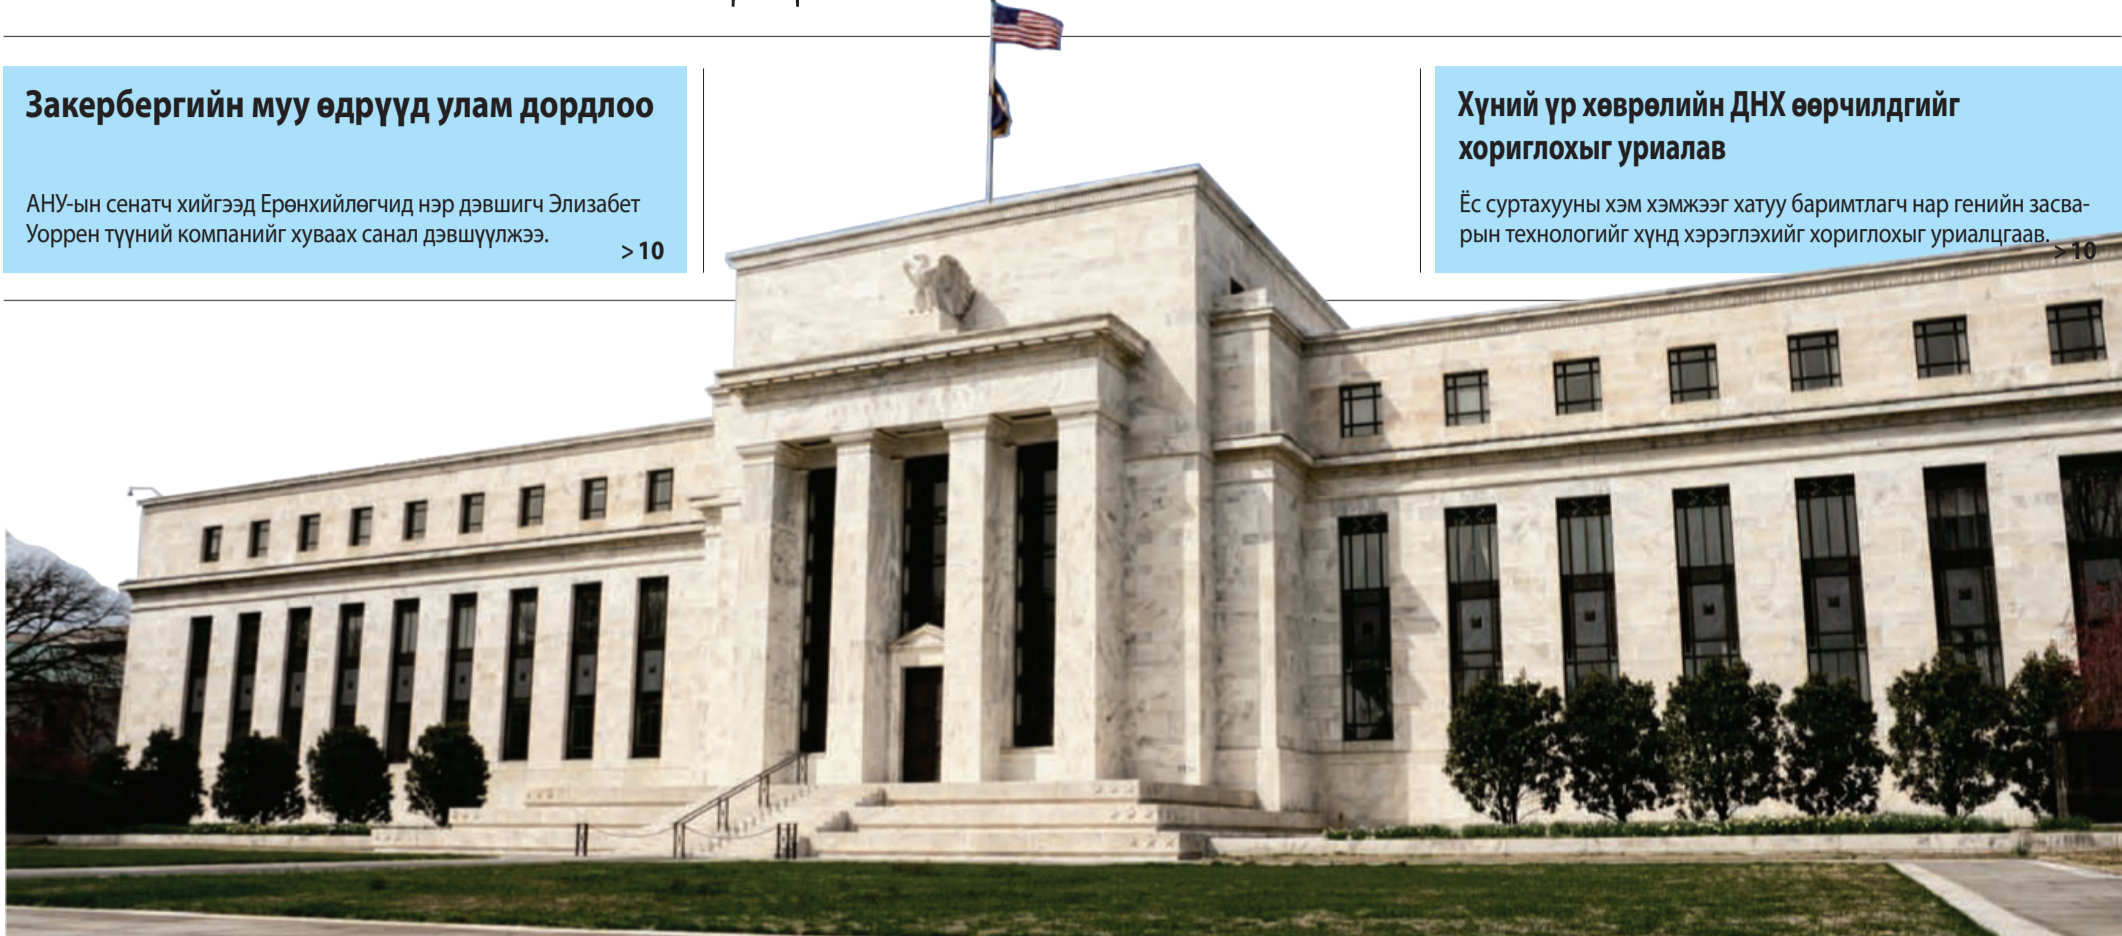 Закербергийн муу өдрүүд улам дордлоо
АНУ-ын сенатч хийгээд Ерөнхийлөгчид нэр дэвшигч Элизабет
Уоррен түүний компанийг хуваах санал дэвшүүлжээ.
> 10
Хүний үр хөврөлийн ДНХ өөрчилдгийг
хориглохыг уриалав
Ёс суртахууны хэм хэмжээг хатуу баримтлагч нар генийн засва-
рын технологийг хүнд хэрэглэхийг хориглохыг уриалцгаав.
> 10